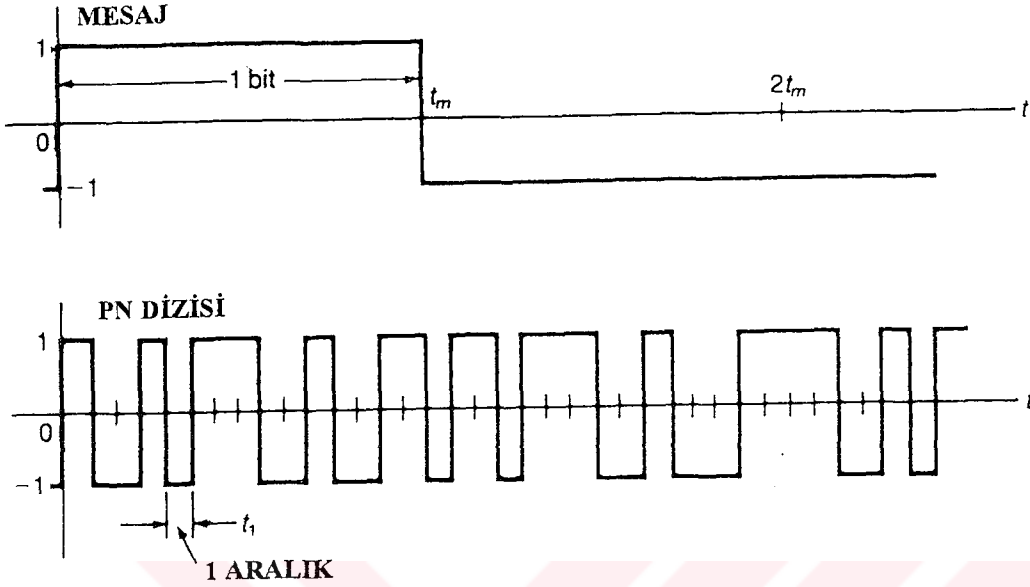 MESAJ
1
1 bit
t_m
2t_m
t
0
-1
PN DİZİSİ
1
0
t
-1
t_1
1 ARALIK